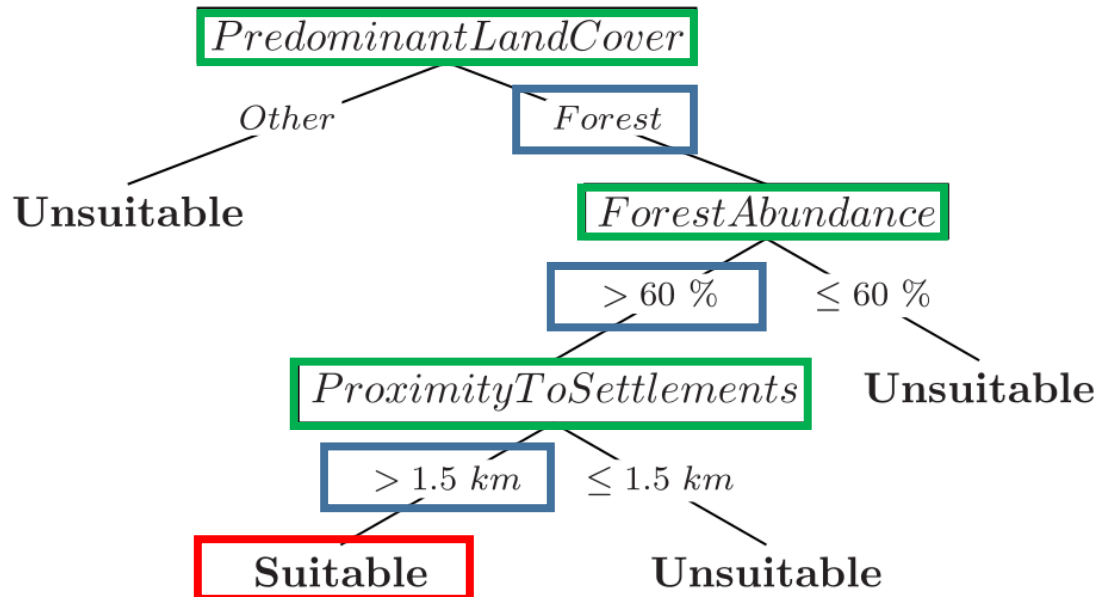 PredominantLandCover
Other Forest
Unsuitable
ForestAbundance
> 60 % ≤ 60 %
ProximityToSettlements
Unsuitable
> 1.5 km ≤ 1.5 km
Suitable Unsuitable